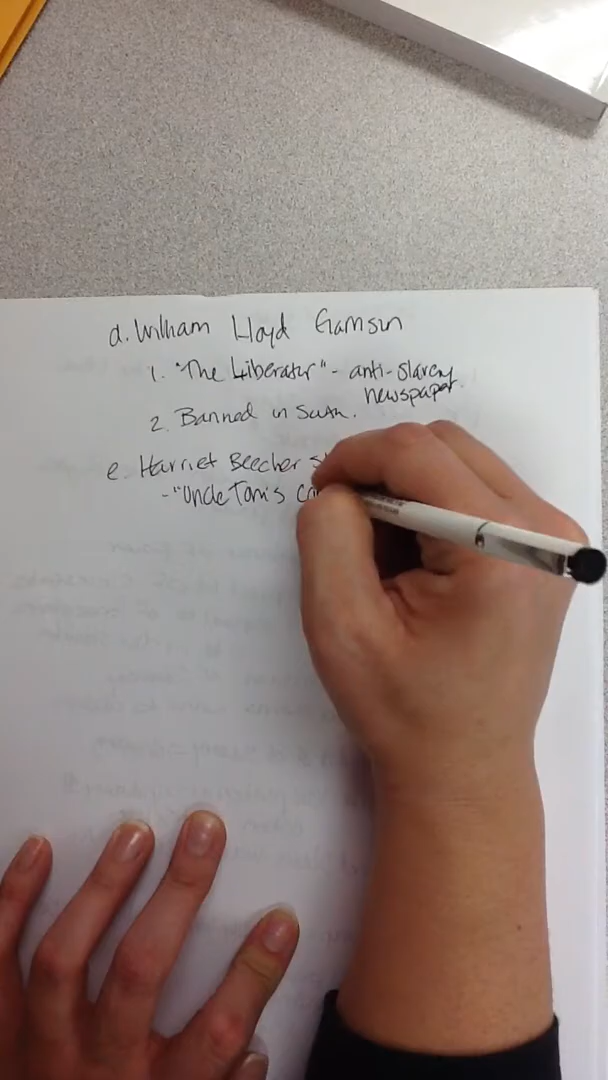 d. William Lloyd Garrison
1. "The Liberator" - anti-slavery
newspaper
2. Banned in South.
e. Harriet Beecher
- "Uncle Tom's